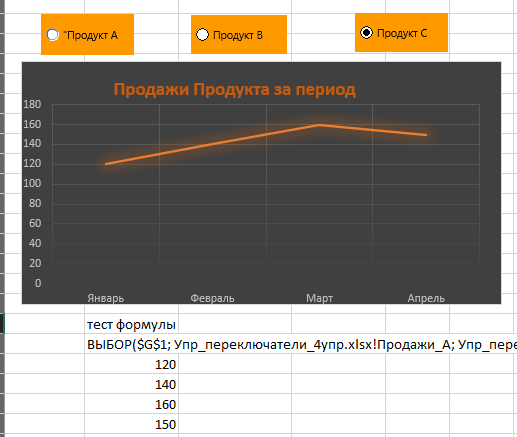 "Продукт А
Продукт В
Продукт С
Продажи Продукта за период
180
160
140
120
100
80
60
40
20
0
Январь Февраль Март Апрель
тест формулы
ВЫБОР($G$1; Упр_переключатели_4упр.xlsx!Продажи_А; Упр_пере
120
140
160
150